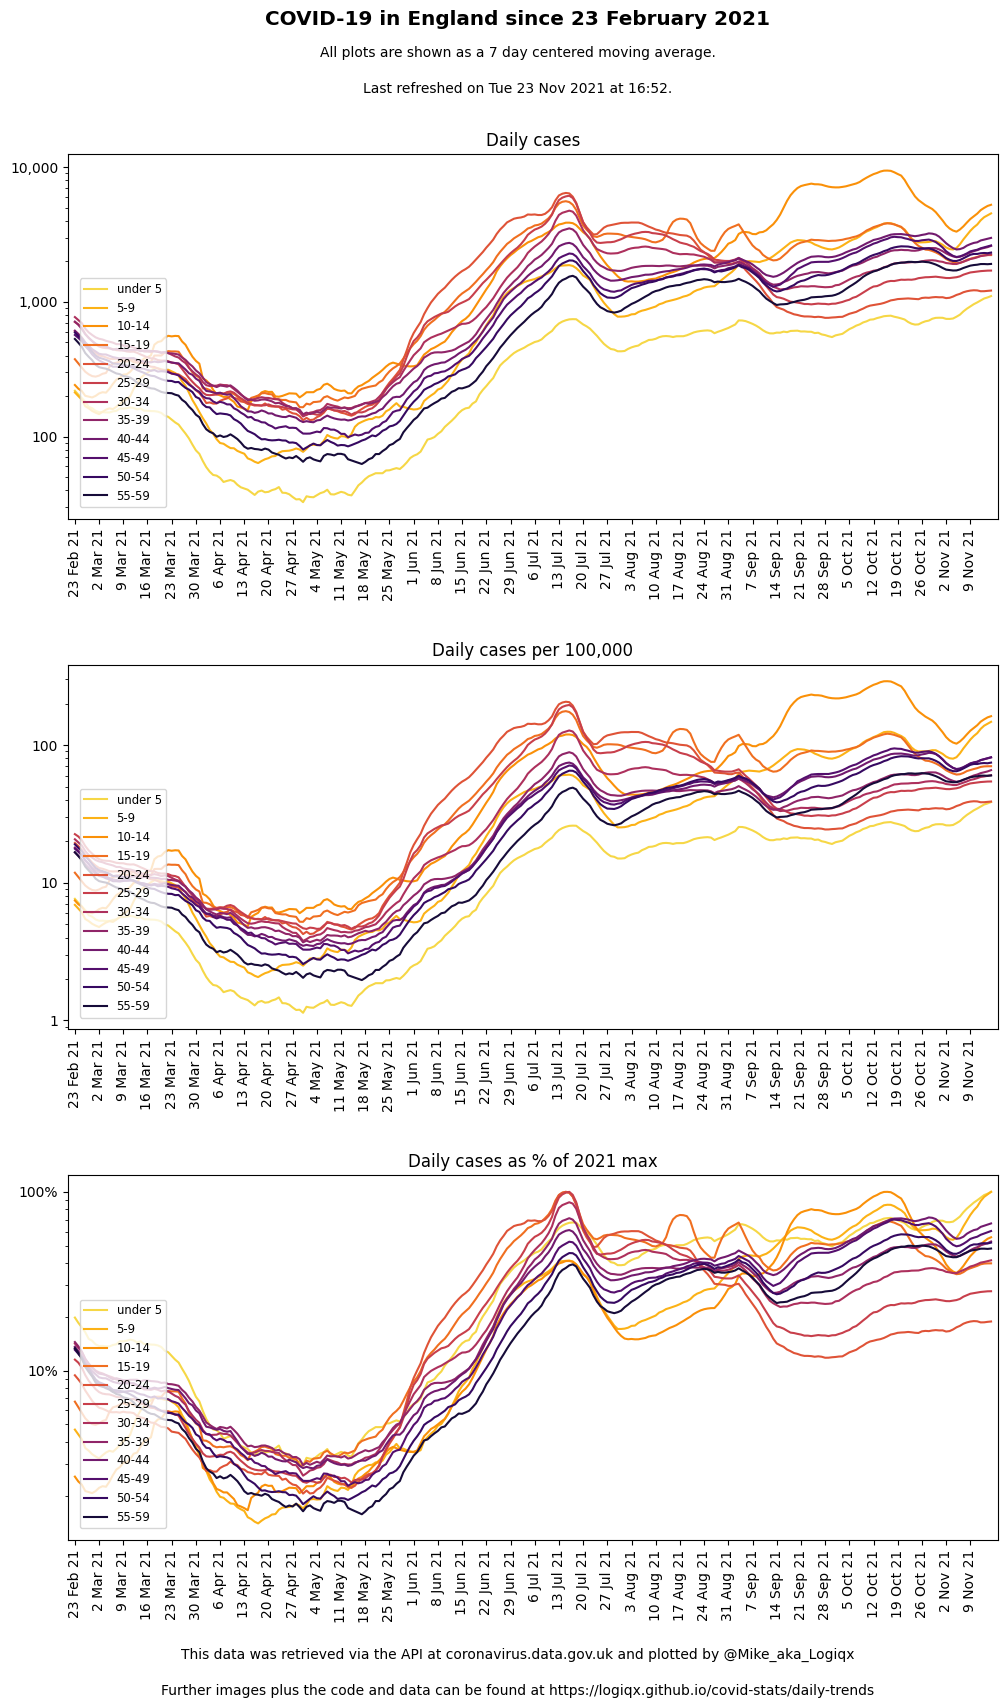 COVID-19 in England since 23 February 2021
All plots are shown as a 7 day centered moving average.
Last refreshed on Tue 23 Nov 2021 at 16:52.
Daily cases
10,000
1,000
100
under 5
5-9
10-14
15-19
20-24
25-29
30-34
35-39
40-44
45-49
50-54
55-59
23 Feb 21
2 Mar 21
9 Mar 21
16 Mar 21
23 Mar 21
30 Mar 21
6 Apr 21
13 Apr 21
20 Apr 21
27 Apr 21
4 May 21
11 May 21
18 May 21
25 May 21
1 Jun 21
8 Jun 21
15 Jun 21
22 Jun 21
29 Jun 21
6 Jul 21
13 Jul 21
20 Jul 21
27 Jul 21
3 Aug 21
10 Aug 21
17 Aug 21
24 Aug 21
31 Aug 21
7 Sep 21
14 Sep 21
21 Sep 21
28 Sep 21
5 Oct 21
12 Oct 21
19 Oct 21
26 Oct 21
2 Nov 21
9 Nov 21
Daily cases per 100,000
100
10
1
under 5
5-9
10-14
15-19
20-24
25-29
30-34
35-39
40-44
45-49
50-54
55-59
23 Feb 21
2 Mar 21
9 Mar 21
16 Mar 21
23 Mar 21
30 Mar 21
6 Apr 21
13 Apr 21
20 Apr 21
27 Apr 21
4 May 21
11 May 21
18 May 21
25 May 21
1 Jun 21
8 Jun 21
15 Jun 21
22 Jun 21
29 Jun 21
6 Jul 21
13 Jul 21
20 Jul 21
27 Jul 21
3 Aug 21
10 Aug 21
17 Aug 21
24 Aug 21
31 Aug 21
7 Sep 21
14 Sep 21
21 Sep 21
28 Sep 21
5 Oct 21
12 Oct 21
19 Oct 21
26 Oct 21
2 Nov 21
9 Nov 21
Daily cases as % of 2021 max
100%
10%
under 5
5-9
10-14
15-19
20-24
25-29
30-34
35-39
40-44
45-49
50-54
55-59
23 Feb 21
2 Mar 21
9 Mar 21
16 Mar 21
23 Mar 21
30 Mar 21
6 Apr 21
13 Apr 21
20 Apr 21
27 Apr 21
4 May 21
11 May 21
18 May 21
25 May 21
1 Jun 21
8 Jun 21
15 Jun 21
22 Jun 21
29 Jun 21
6 Jul 21
13 Jul 21
20 Jul 21
27 Jul 21
3 Aug 21
10 Aug 21
17 Aug 21
24 Aug 21
31 Aug 21
7 Sep 21
14 Sep 21
21 Sep 21
28 Sep 21
5 Oct 21
12 Oct 21
19 Oct 21
26 Oct 21
2 Nov 21
9 Nov 21
This data was retrieved via the API at coronavirus.data.gov.uk and plotted by @Mike_aka_Logiqx
Further images plus the code and data can be found at https://logiqx.github.io/covid-stats/daily-trends